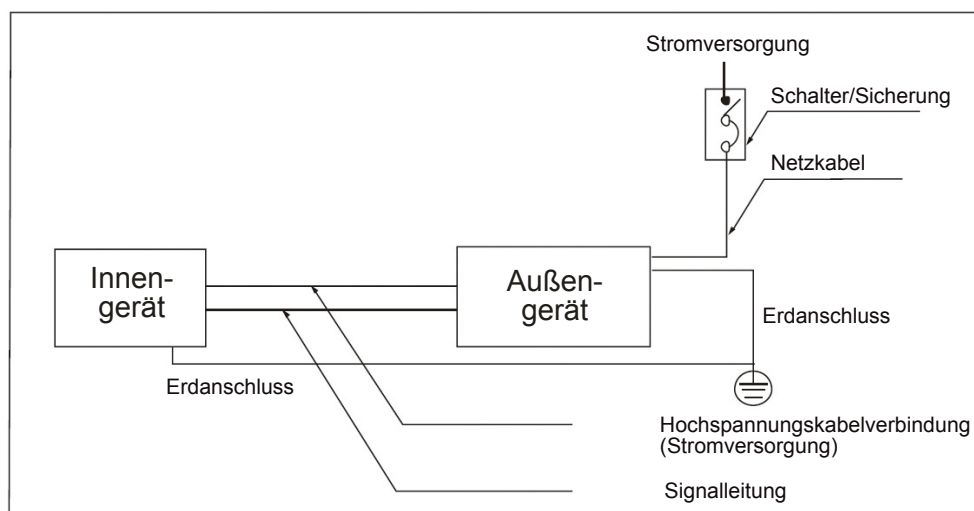 Stromversorgung
Schalter/Sicherung
Netzkabel
Innen-
gerät
Außen-
gerät
Erdanschluss
Erdanschluss
Hochspannungskabelverbindung
(Stromversorgung)
Signalleitung